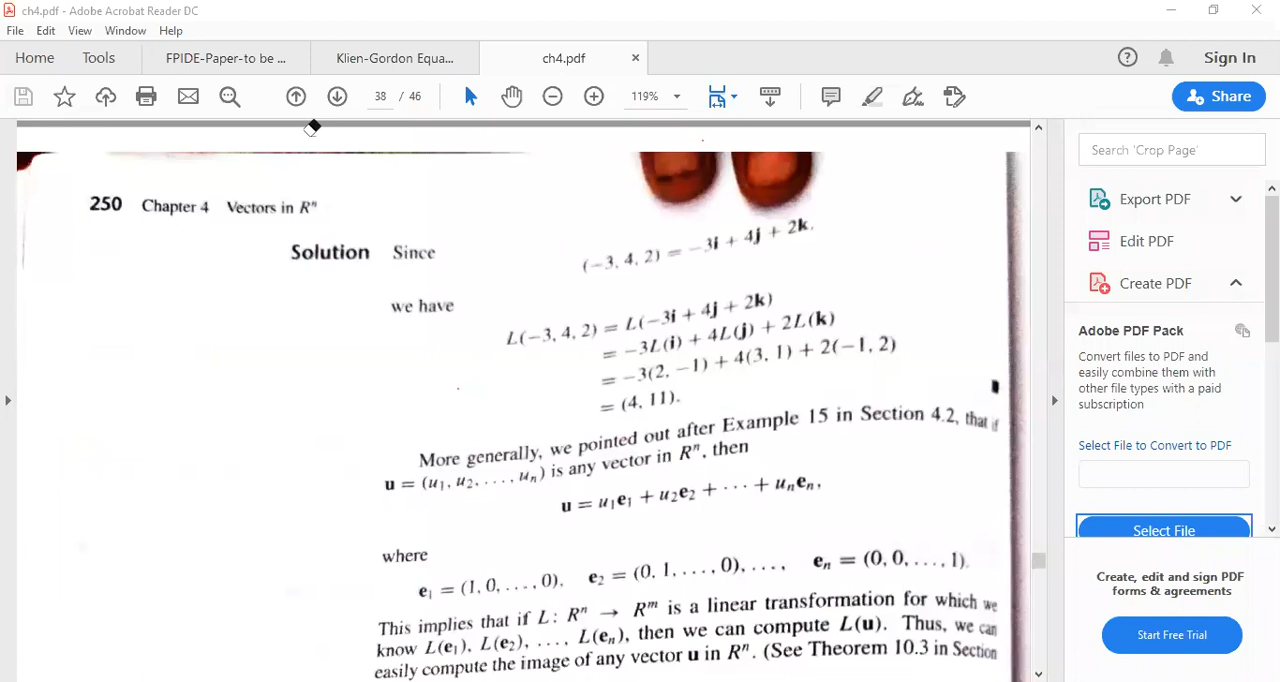 ch4.pdf - Adobe Acrobat Reader DC
File Edit View Window Help
Home Tools FPIDE-Paper-to be ... Klien-Gordon Equa... ch4.pdf × Sign In
38 / 46 119% Share
Search 'Crop Page'
250 Chapter 4 Vectors in Rⁿ
Solution Since
(−3, 4, 2) = −3i + 4j + 2k.
we have
L(−3, 4, 2) = L(−3i + 4j + 2k)
= −3L(i) + 4L(j) + 2L(k)
= −3(2, −1) + 4(3, 1) + 2(−1, 2)
= (4, 11).
More generally, we pointed out after Example 15 in Section 4.2, that if
u = (u₁, u₂, . . . , uₙ) is any vector in Rⁿ, then
u = u₁e₁ + u₂e₂ + · · · + uₙeₙ,
where
e₁ = (1, 0, . . . , 0), e₂ = (0, 1, . . . , 0), . . . , eₙ = (0, 0, . . . , 1).
This implies that if L: Rⁿ → Rᵐ is a linear transformation for which we
know L(e₁), L(e₂), . . . , L(eₙ), then we can compute L(u). Thus, we can
easily compute the image of any vector u in Rⁿ. (See Theorem 10.3 in Section
Export PDF
Edit PDF
Create PDF
Adobe PDF Pack
Convert files to PDF and
easily combine them with
other file types with a paid
subscription
Select File to Convert to PDF
Select File
Create, edit and sign PDF
forms & agreements
Start Free Trial